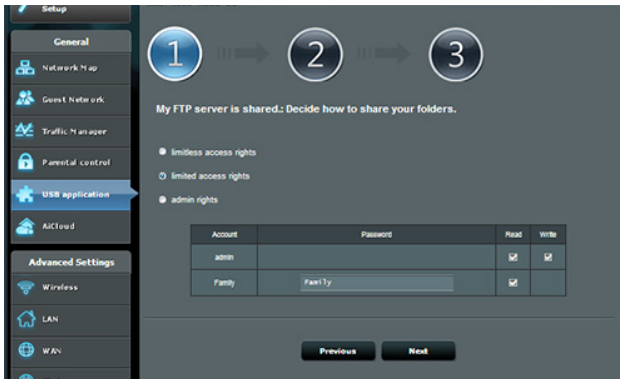 Setup
General
Network Map
Guest Network
Traffic Manager
Parental control
USB application
AiCloud
Advanced Settings
Wireless
LAN
WAN
1 2 3
My FTP server is shared.: Decide how to share your folders.
limitless access rights
limited access rights
admin rights
Account Password Read Write
admin
Family Family
Previous Next